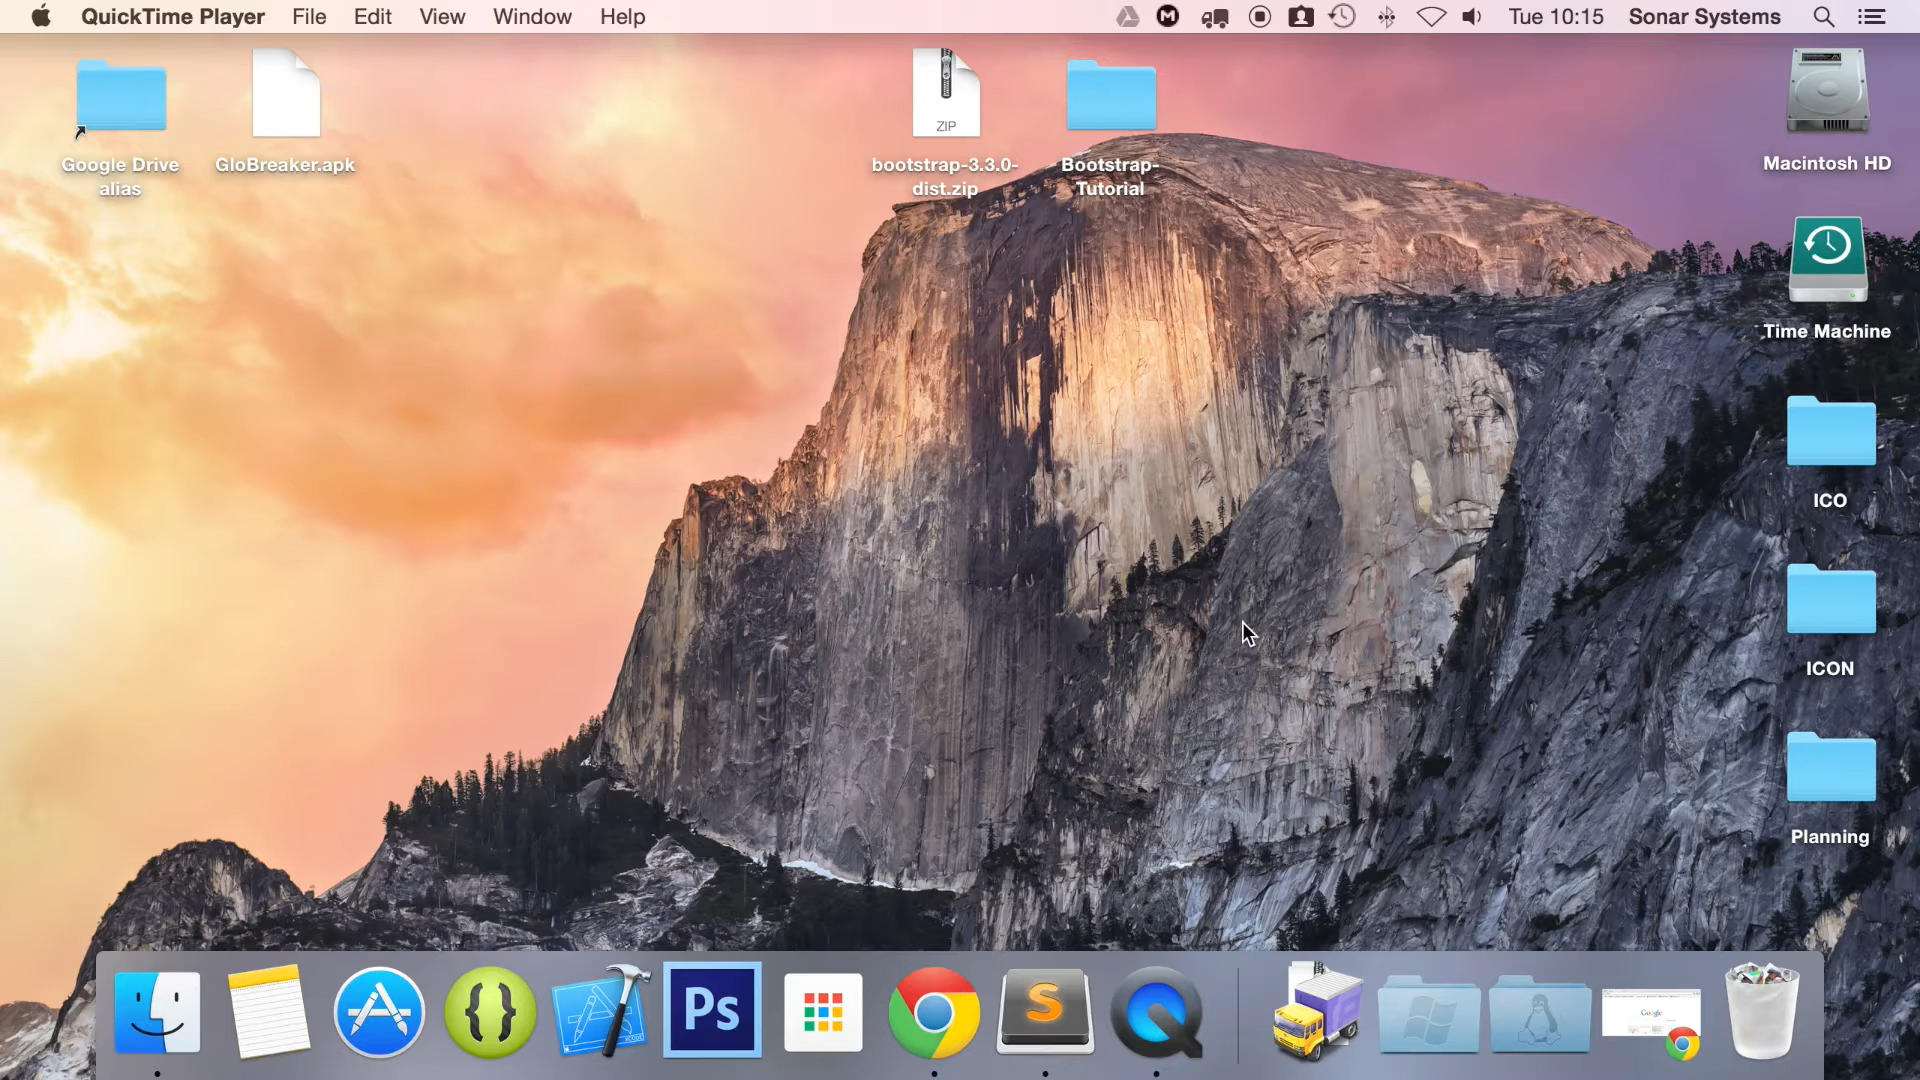 QuickTime Player File Edit View Window Help Tue 10:15 Sonar Systems
Google Drive
alias
GloBreaker.apk
ZIP
bootstrap-3.3.0-
dist.zip
Bootstrap-
Tutorial
Macintosh HD
Time Machine
ICO
ICON
Planning
Ps
S
Google